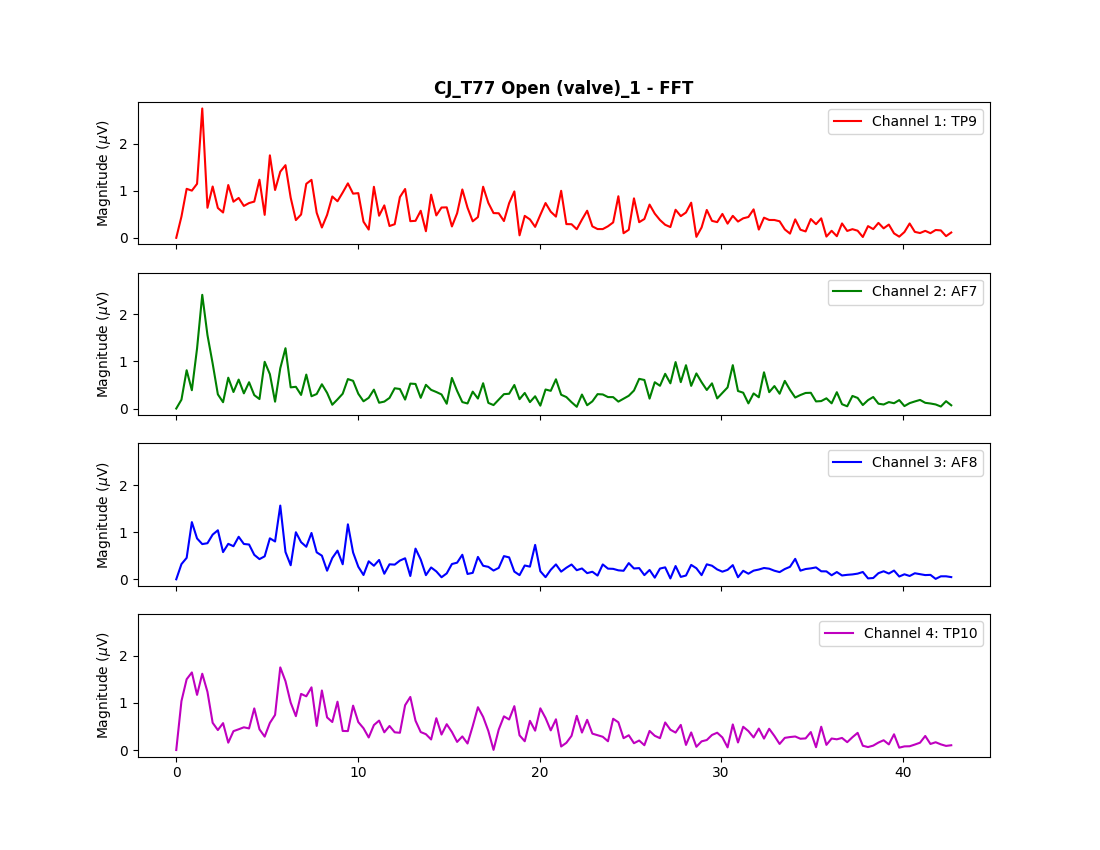 CJ_T77 Open (valve)_1 - FFT
Magnitude (μV)
2
1
0
Channel 1: TP9
Magnitude (μV)
2
1
0
Channel 2: AF7
Magnitude (μV)
2
1
0
Channel 3: AF8
Magnitude (μV)
2
1
0
Channel 4: TP10
0 10 20 30 40